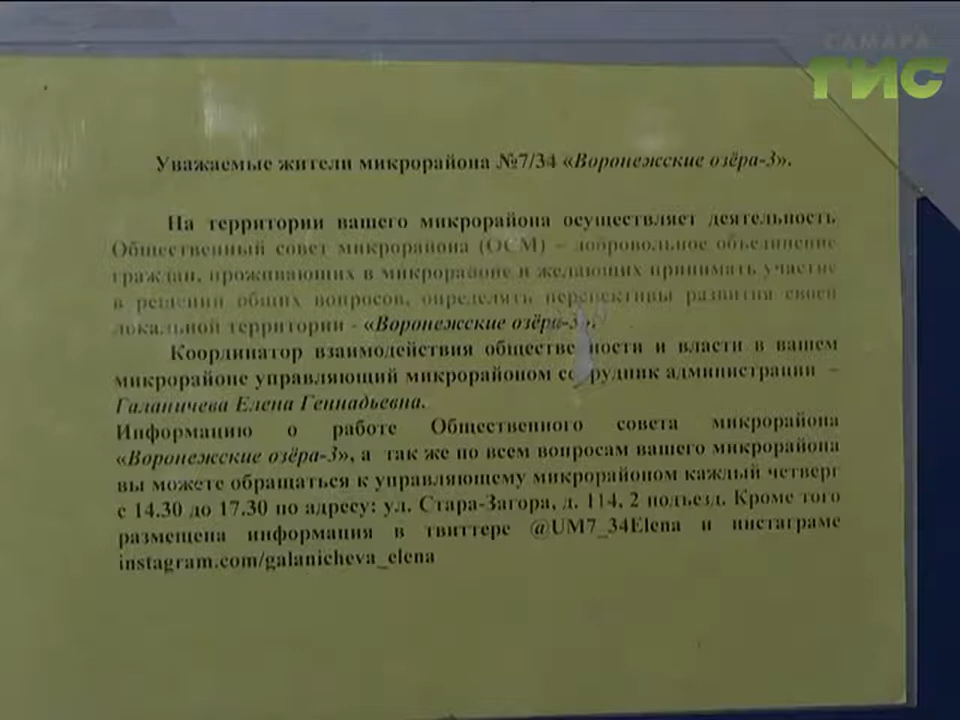 САМАРА
ГИС
Уважаемые жители микрорайона №7/34 «Воронежские озёра-3».
На территории вашего микрорайона осуществляет деятельность
Общественный совет микрорайона (ОСМ) – добровольное объединение
граждан, проживающих в микрорайоне и желающих принимать участие
в решении общих вопросов, определять перспективы развития своей
локальной территории - «Воронежские озёра-3».
Координатор взаимодействия общественности и власти в вашем
микрорайоне управляющий микрорайоном сотрудник администрации –
Галаничева Елена Геннадьевна.
Информацию о работе Общественного совета микрорайона
«Воронежские озёра-3», а так же по всем вопросам вашего микрорайона
вы можете обращаться к управляющему микрорайоном каждый четверг
с 14.30 до 17.30 по адресу: ул. Стара-Загора, д. 114, 2 подъезд. Кроме того
размещена информация в твиттере @UM7_34Elena и инстаграме
instagram.com/galanicheva_elena